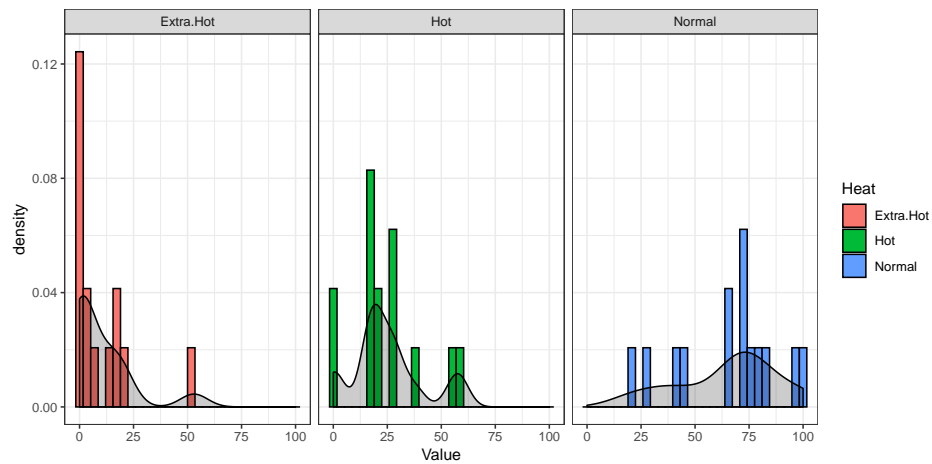 Extra.Hot
Hot
Normal
density
0.12
0.08
0.04
0.00
0 25 50 75 100
0 25 50 75 100
0 25 50 75 100
Value
Heat
Extra.Hot
Hot
Normal